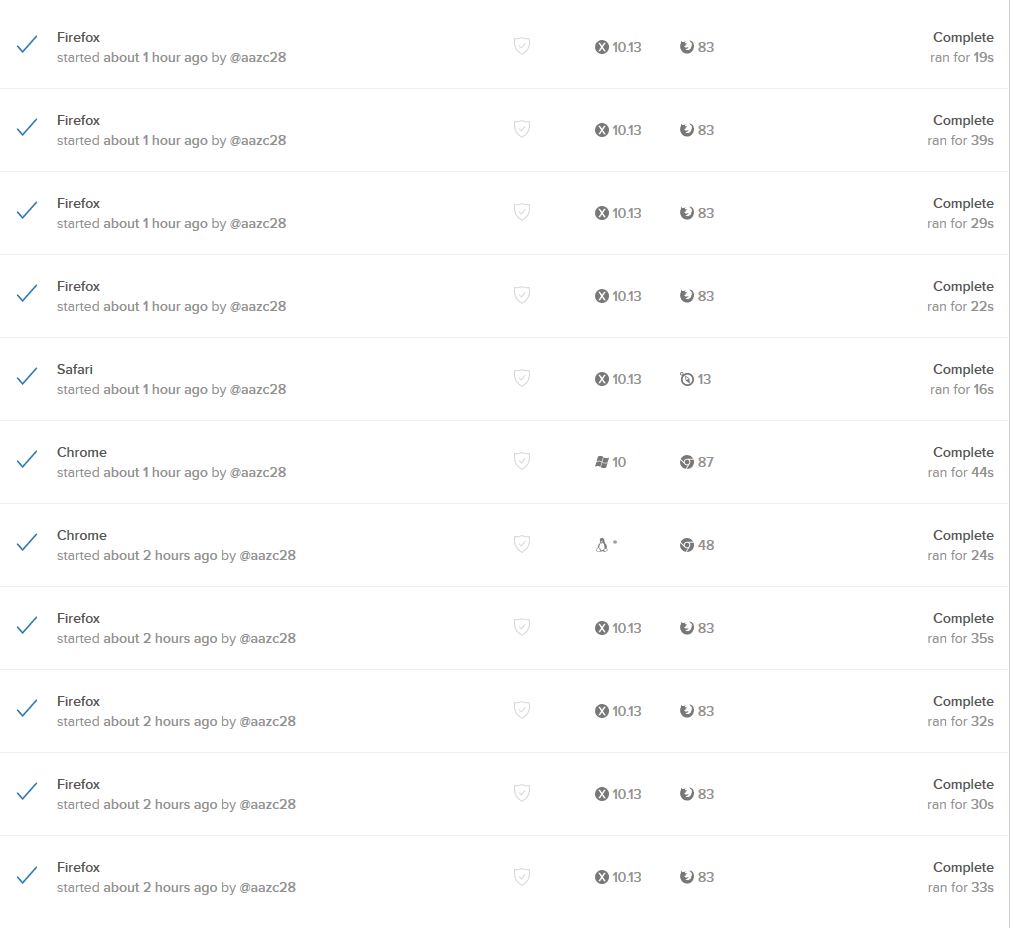 Firefox
started about 1 hour ago by @aazc28
10.13
83
Complete
ran for 19s
Firefox
started about 1 hour ago by @aazc28
10.13
83
Complete
ran for 39s
Firefox
started about 1 hour ago by @aazc28
10.13
83
Complete
ran for 29s
Firefox
started about 1 hour ago by @aazc28
10.13
83
Complete
ran for 22s
Safari
started about 1 hour ago by @aazc28
10.13
13
Complete
ran for 16s
Chrome
started about 1 hour ago by @aazc28
10
87
Complete
ran for 44s
Chrome
started about 2 hours ago by @aazc28
*
48
Complete
ran for 24s
Firefox
started about 2 hours ago by @aazc28
10.13
83
Complete
ran for 35s
Firefox
started about 2 hours ago by @aazc28
10.13
83
Complete
ran for 32s
Firefox
started about 2 hours ago by @aazc28
10.13
83
Complete
ran for 30s
Firefox
started about 2 hours ago by @aazc28
10.13
83
Complete
ran for 33s